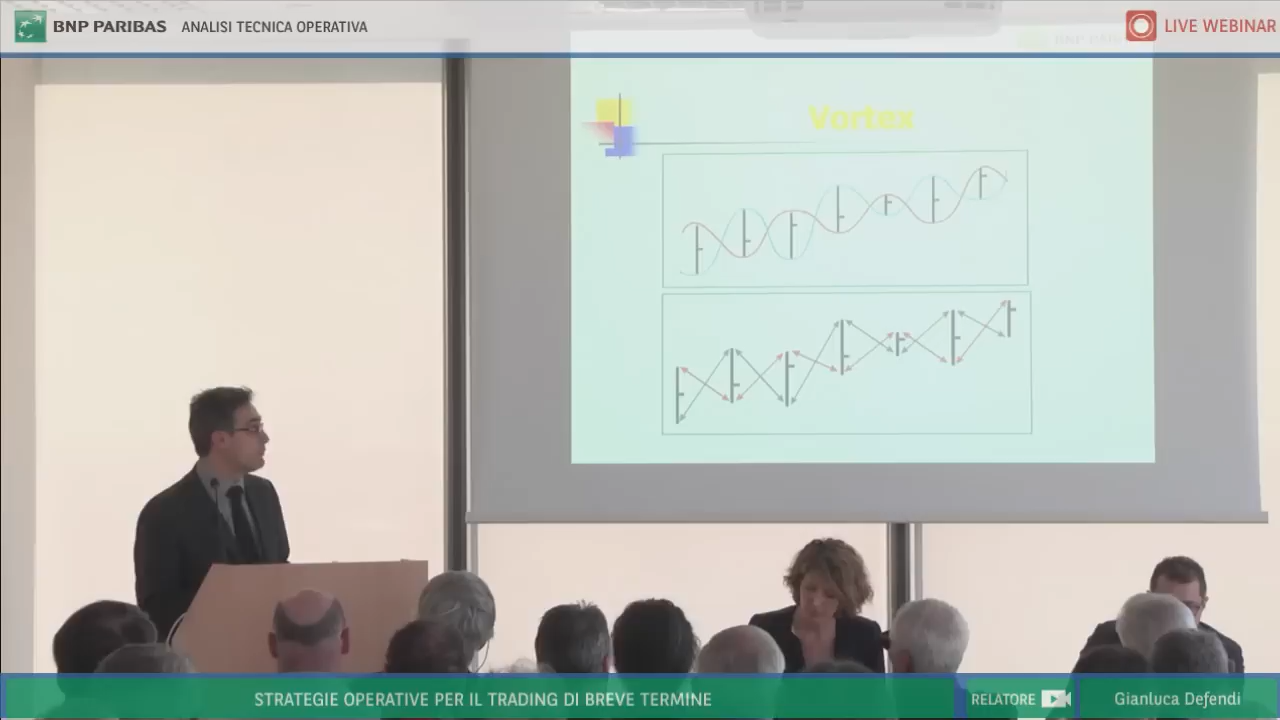 BNP PARIBAS ANALISI TECNICA OPERATIVA
LIVE WEBINAR
Vortex
STRATEGIE OPERATIVE PER IL TRADING DI BREVE TERMINE
RELATORE
Gianluca Defendi